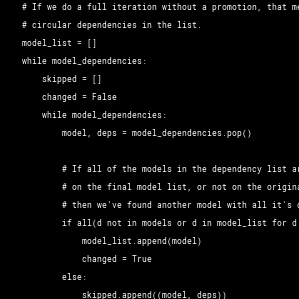 # If we do a full iteration without a promotion, that
# circular dependencies in the list.
model_list = []
while model_dependencies:
skipped = []
changed = False
while model_dependencies:
model, deps = model_dependencies.pop()
# If all of the models in the dependency list
# on the final model list, or not on the
# then we've found another model with all it's
if all(d not in models or d in model_list for d
model_list.append(model)
changed = True
else:
skipped.append((model, deps))